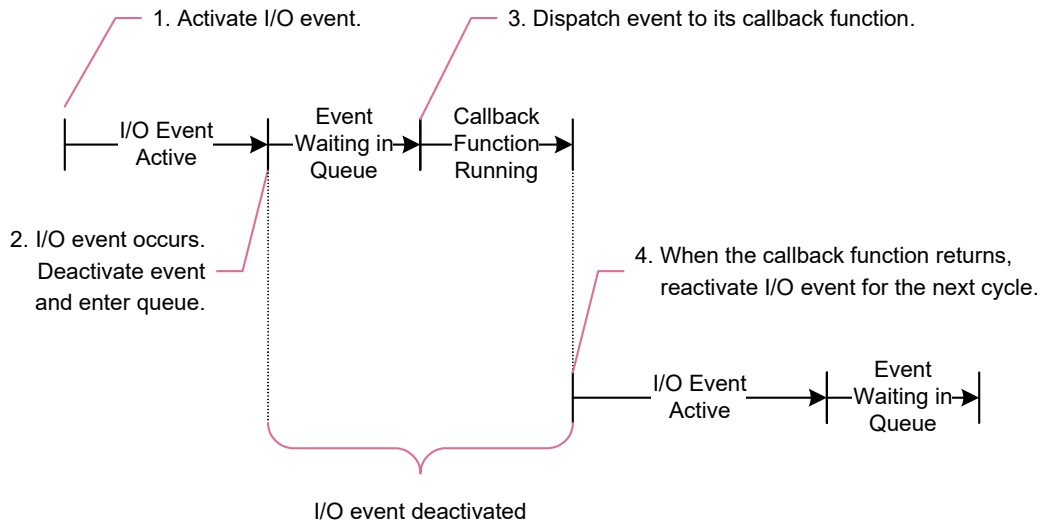 1. Activate I/O event.
3. Dispatch event to its callback function.
I/O Event
Active
Event
Waiting in
Queue
Callback
Function
Running
2. I/O event occurs.
Deactivate event
and enter queue.
4. When the callback function returns,
reactivate I/O event for the next cycle.
I/O Event
Active
Event
Waiting in
Queue
I/O event deactivated